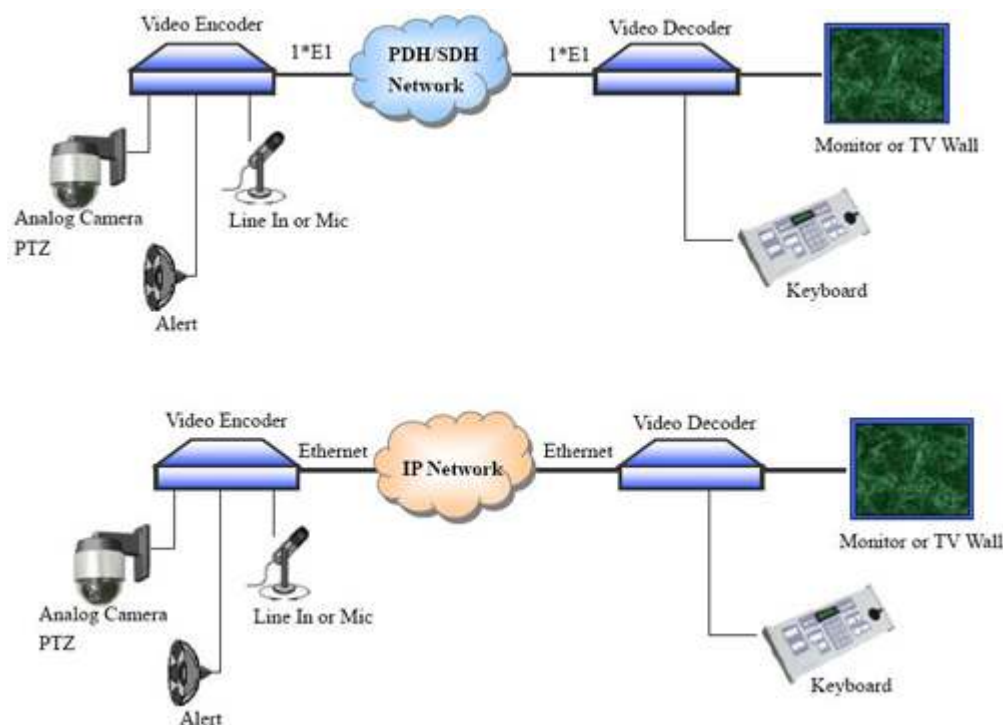 Video Encoder
Video Decoder
1*E1
PDH/SDH
Network
1*E1
Monitor or TV Wall
Analog Camera
PTZ
Line In or Mic
Keyboard
Alert
Video Encoder
Video Decoder
Ethernet
IP Network
Ethernet
Monitor or TV Wall
Analog Camera
PTZ
Line In or Mic
Keyboard
Alert